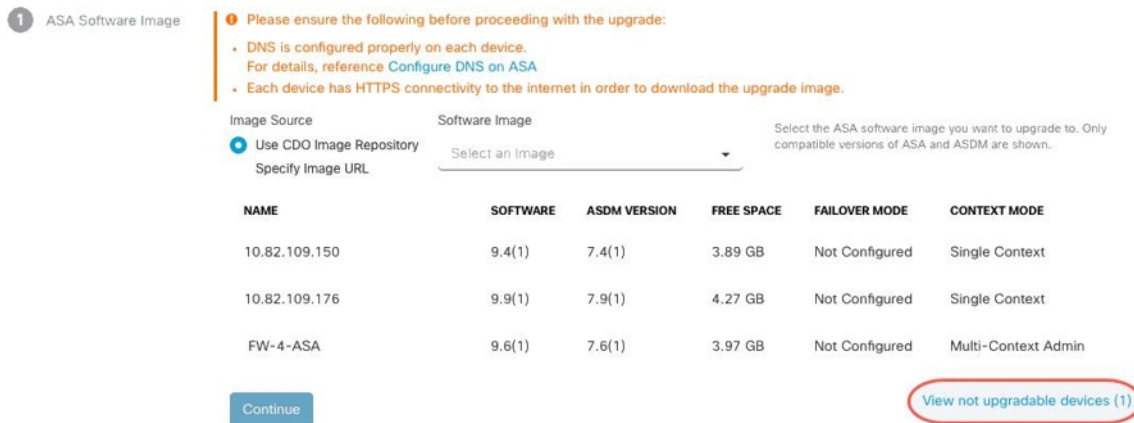 1 ASA Software Image
Please ensure the following before proceeding with the upgrade:
• DNS is configured properly on each device.
For details, reference Configure DNS on ASA
• Each device has HTTPS connectivity to the internet in order to download the upgrade image.
Image Source
Use CDO Image Repository
Specify Image URL
Software Image
Select an Image
Select the ASA software image you want to upgrade to. Only
compatible versions of ASA and ASDM are shown.
NAME SOFTWARE ASDM VERSION FREE SPACE FAILOVER MODE CONTEXT MODE
10.82.109.150 9.4(1) 7.4(1) 3.89 GB Not Configured Single Context
10.82.109.176 9.9(1) 7.9(1) 4.27 GB Not Configured Single Context
FW-4-ASA 9.6(1) 7.6(1) 3.97 GB Not Configured Multi-Context Admin
Continue
View not upgradable devices (1)